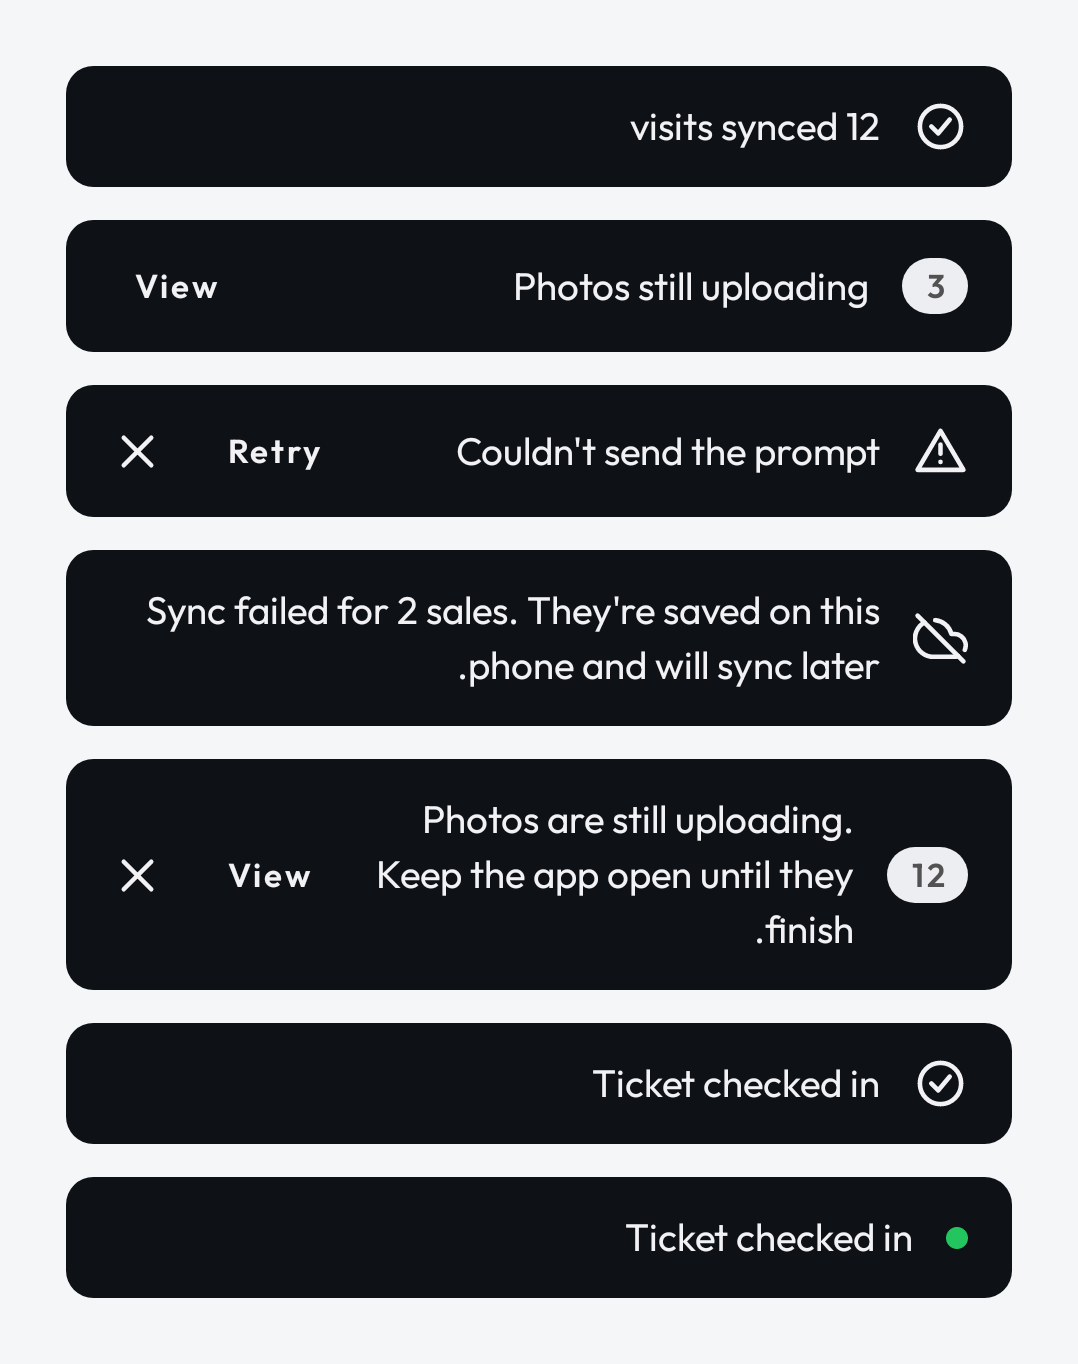 visits synced 12
3
Photos still uploading
View
Couldn't send the prompt
Retry
Sync failed for 2 sales. They're saved on this
.phone and will sync later
12
Photos are still uploading.
Keep the app open until they
.finish
View
Ticket checked in
Ticket checked in